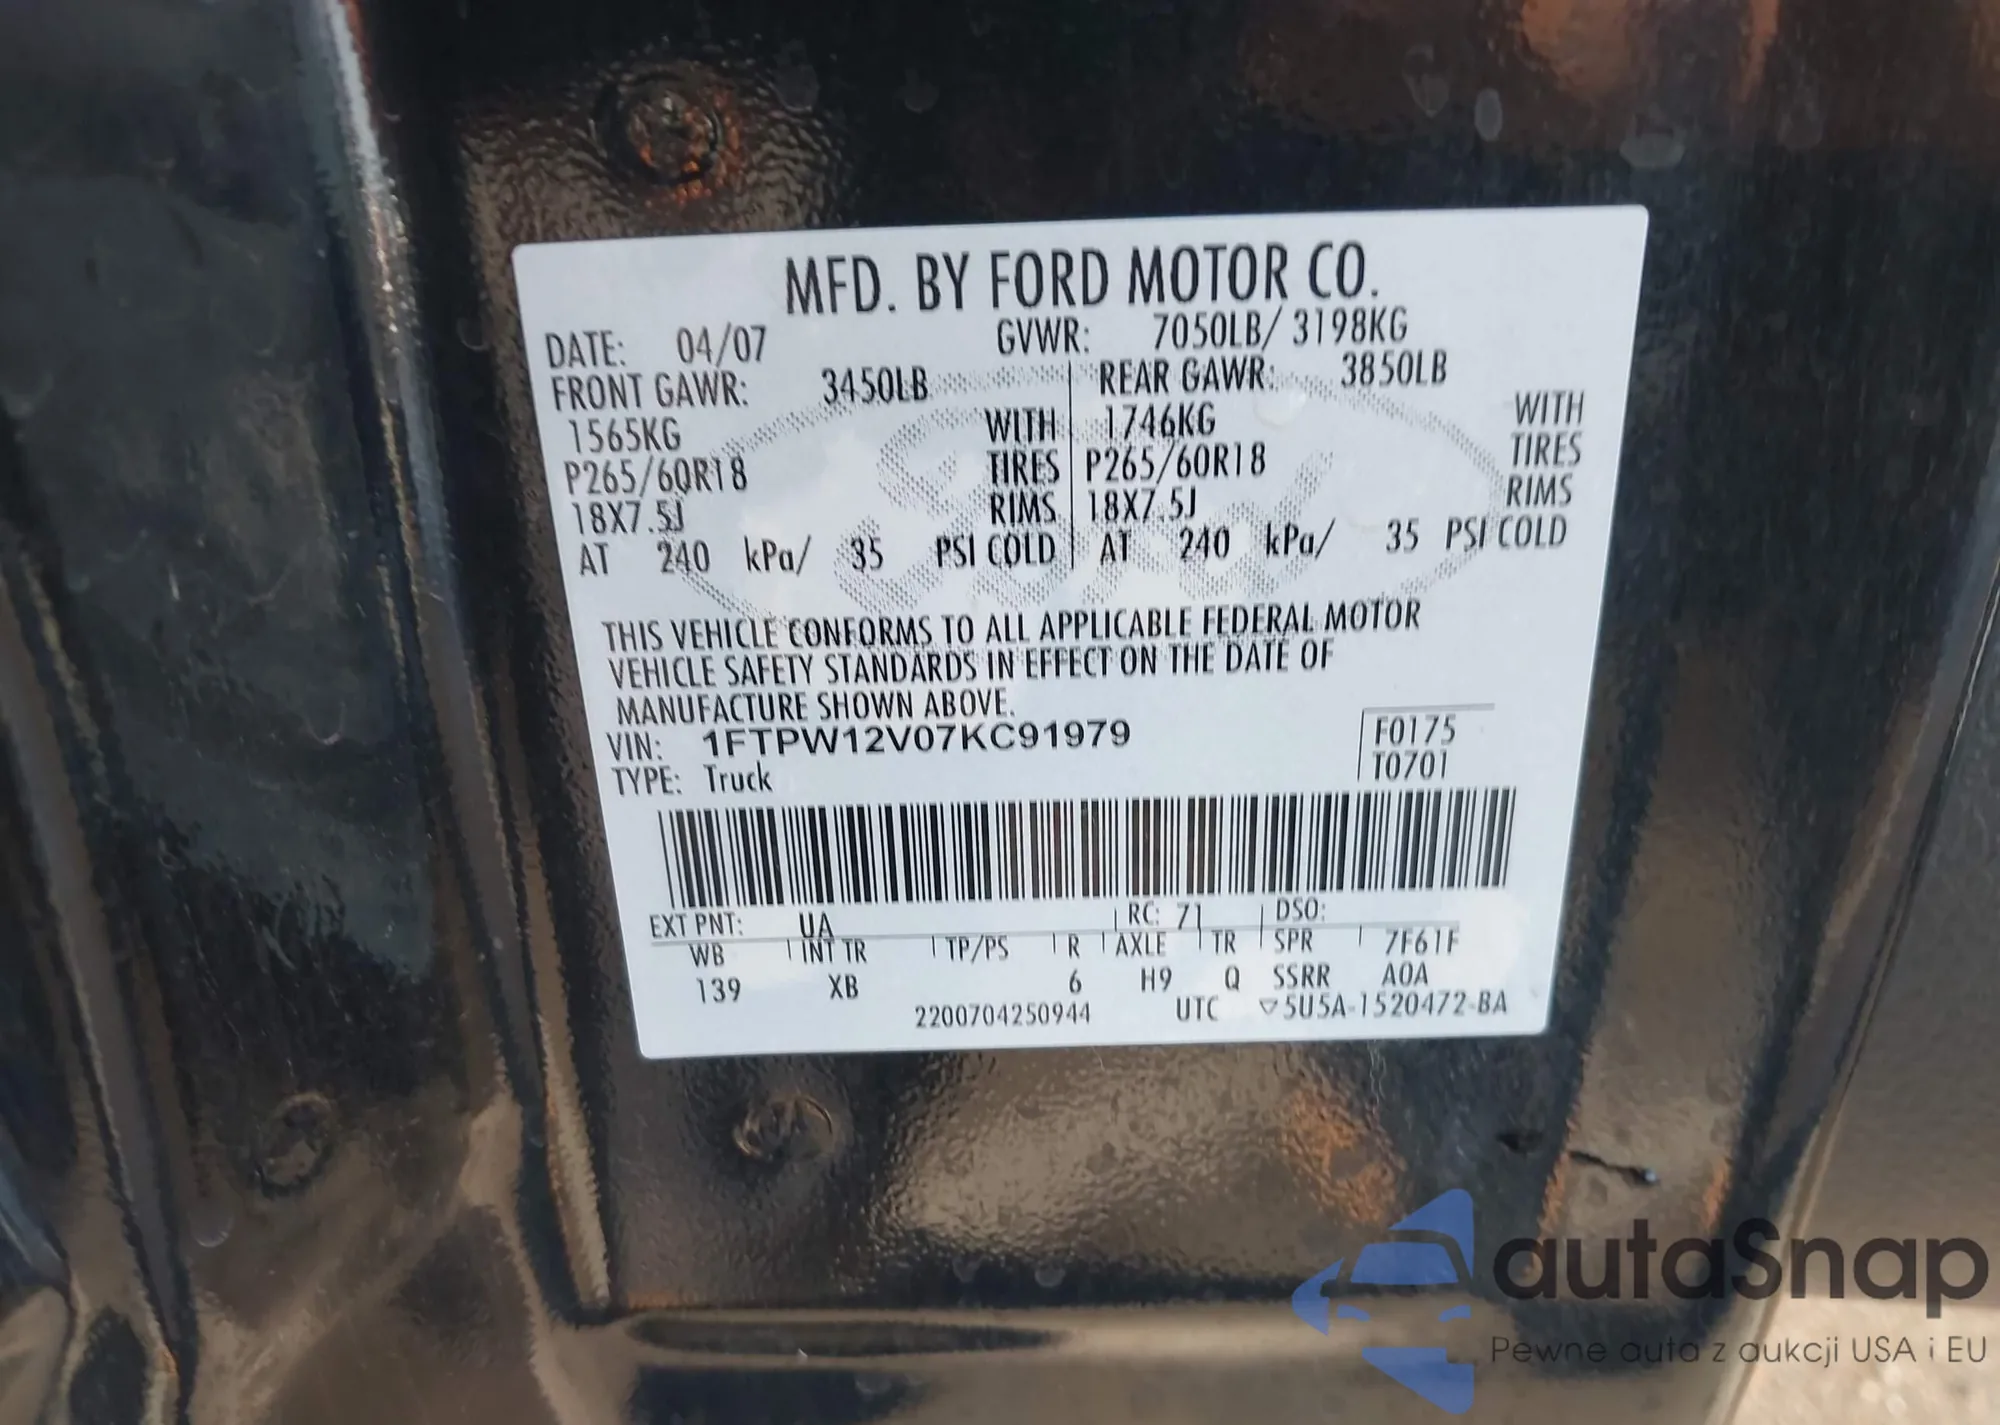 MFD. BY FORD MOTOR CO.
DATE: 04/07 GVWR: 7050LB/ 3198KG
FRONT GAWR: 3450LB REAR GAWR: 3850LB
1565KG WITH 1746KG WITH
P265/60R18 TIRES P265/60R18 TIRES
18X7.5J RIMS 18X7.5J RIMS
AT 240 kPa/ 35 PSI COLD AT 240 kPa/ 35 PSI COLD
THIS VEHICLE CONFORMS TO ALL APPLICABLE FEDERAL MOTOR
VEHICLE SAFETY STANDARDS IN EFFECT ON THE DATE OF
MANUFACTURE SHOWN ABOVE.
VIN: 1FTPW12V07KC91979 F0175
TYPE: Truck T0701
EXT PNT: UA RC: 71 DSO:
WB INT TR TP/PS R AXLE TR SPR 7F61F
139 XB 6 H9 Q SSRR A0A
2200704250944 UTC ▽5U5A-1520472-BA
autaSnap
Pewne auta z aukcji USA i EU